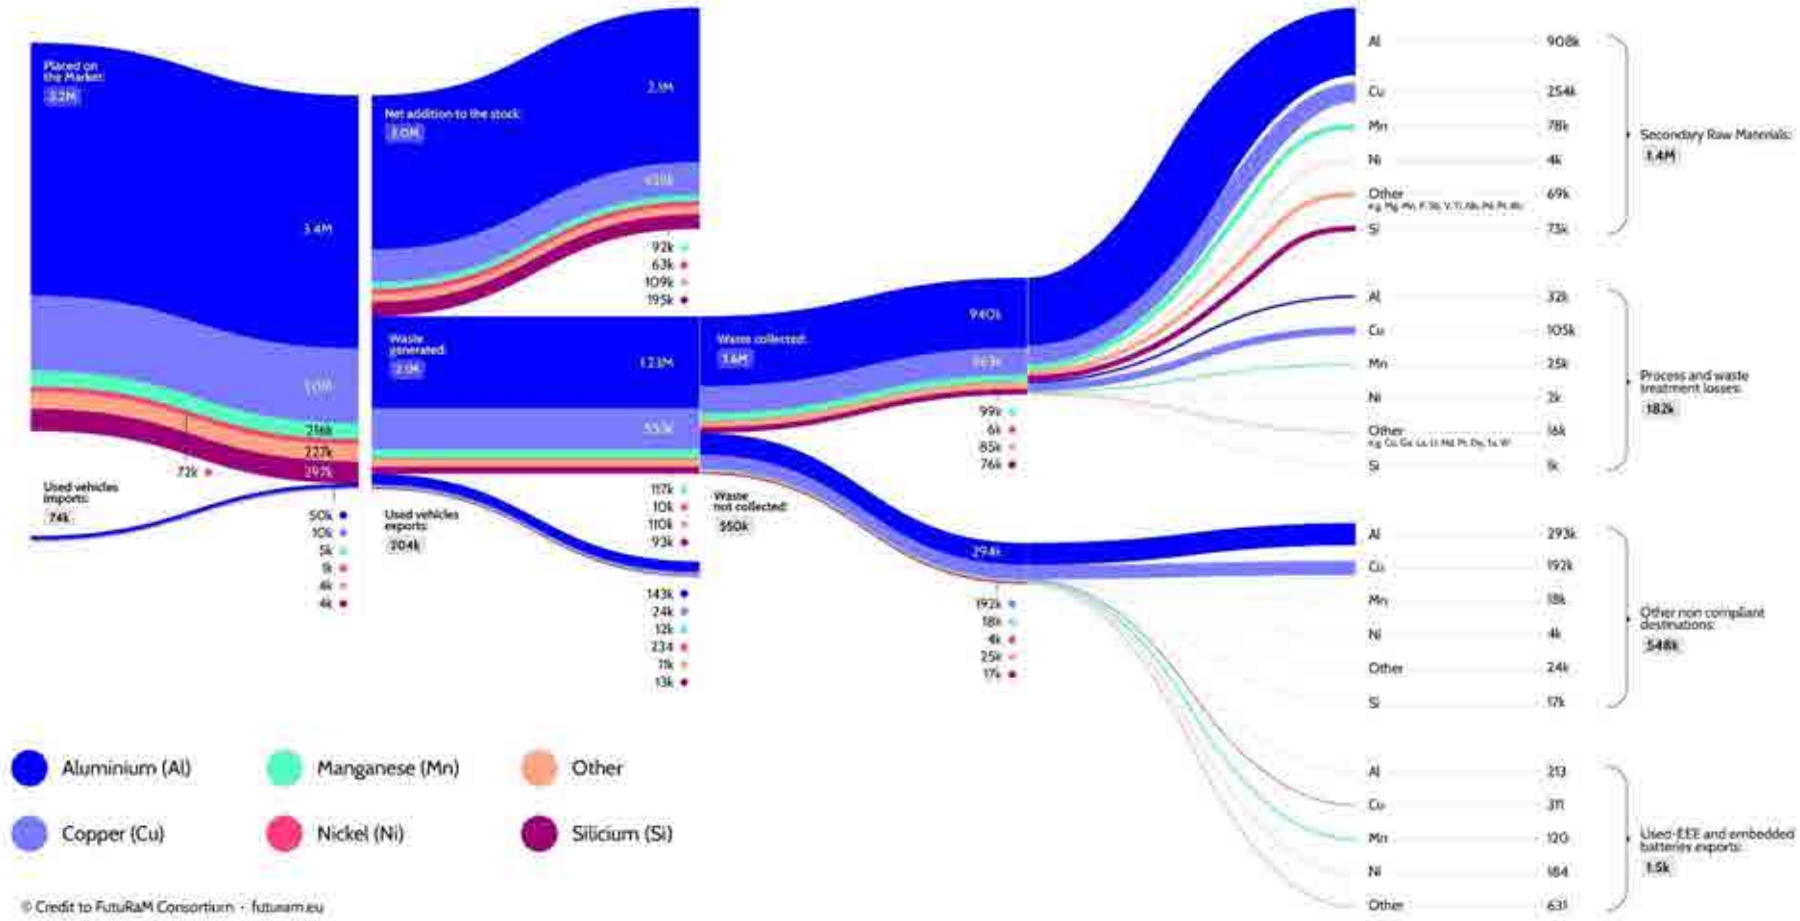 Placed on
the Market:
Used vehicles
imports:
74k
3.4M
1.0M
216k
227k
297k
72k
50k
10k
5k
1k
4k
4k
Net addition to the stock:
2.1M
92k
63k
109k
195k
Waste
generated:
2.1M
553k
117k
10k
110k
93k
Used vehicles
exports:
204k
143k
24k
12k
234
11k
13k
Waste collected:
1.6M
940k
363k
99k
6k
85k
76k
Waste
not collected:
550k
294k
192k
18k
4k
25k
17k
Al 908k
Cu 254k
Mn 78k
Ni 4k
Other 69k
Si 75k
Secondary Raw Materials:
1.4M
Al 32k
Cu 105k
Mn 25k
Ni 2k
Other 16k
Si 1k
Process and waste
treatment losses:
182k
Al 293k
Cu 192k
Mn 18k
Ni 4k
Other 24k
Si 17k
Other non compliant
destinations:
548k
Al 213
Cu 311
Mn 120
Ni 184
Other 631
Used-EEE and embedded
batteries exports:
1.5k
Aluminium (Al)
Manganese (Mn)
Other
Copper (Cu)
Nickel (Ni)
Silicium (Si)
© Credit to FutuRaM Consortium - futuram.eu